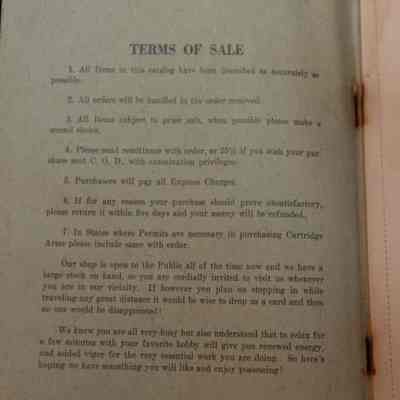 TERMS OF SALE
1. All Items in this catalog have been described as accurately as
possible.
2. All orders will be handled in the order received.
3. All Items subject to prior sale, when possible please make a
second choice.
4. Please send remittance with order, or 25% if you wish your pur
chase sent C. O. D., with examination privileges.
5. Purchasers will pay all Express Charges.
6. If for any reason your purchase should prove unsatisfactory,
please return it within five days and your money will be refunded.
7. In States where Permits are necessary in purchasing Cartridge
Arms please include same with order.
Our shop is open to the Public all of the time now and we have a
large stock on hand, so you are cordially invited to visit us whenever
you are in our vicinity. If however you plan on stopping in while
traveling any great distance it would be wise to drop us a card and then
no one would be disappointed!
We know you are all very busy but also understand that to relax for
a few minutes with your favorite hobby will give you renewed energy,
and added vigor for the very essential work you are doing. So here's
hoping we have something you will like and enjoy possessing!